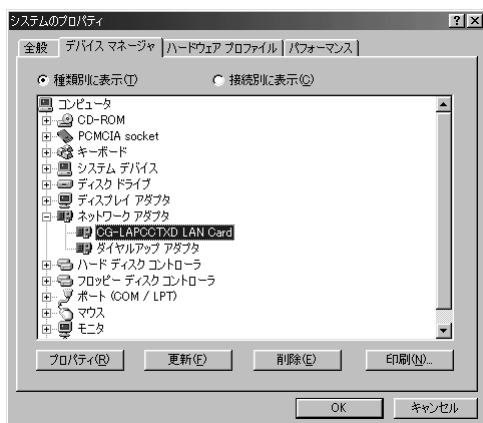 システムのプロパティ
全般 デバイス マネージャ ハードウェア プロファイル パフォーマンス
種類別に表示(T) 接続別に表示(C)
コンピュータ
CD-ROM
PCMCIA socket
キーボード
システム デバイス
ディスク ドライブ
ディスプレイ アダプタ
ネットワーク アダプタ
CG-LAPCCTXD LAN Card
ダイヤルアップ アダプタ
ハード ディスク コントローラ
フロッピー ディスク コントローラ
ポート (COM / LPT)
マウス
モニタ
プロパティ(R) 更新(F) 削除(E) 印刷(N)...
OK キャンセル